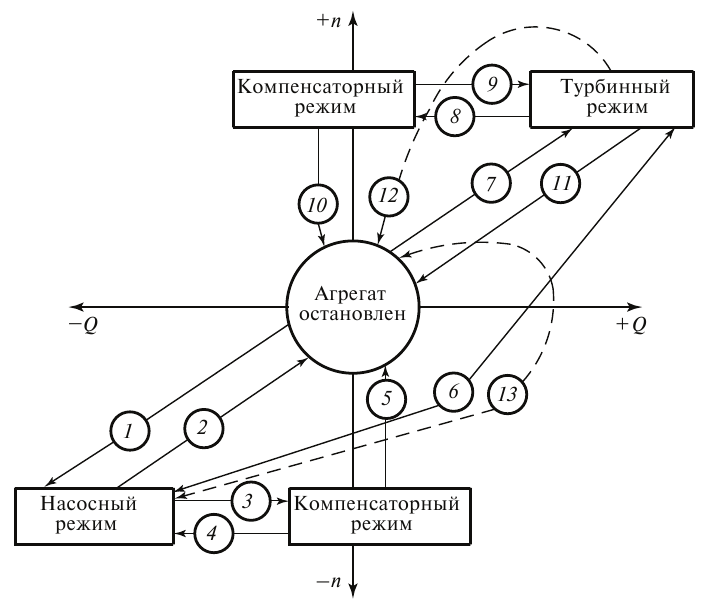 +n
Компенсаторный
режим
9
Турбинный
режим
8
7
11
12
10
Агрегат
остановлен
−Q
+Q
6
13
5
1
2
Насосный
режим
3
Компенсаторный
режим
4
−n